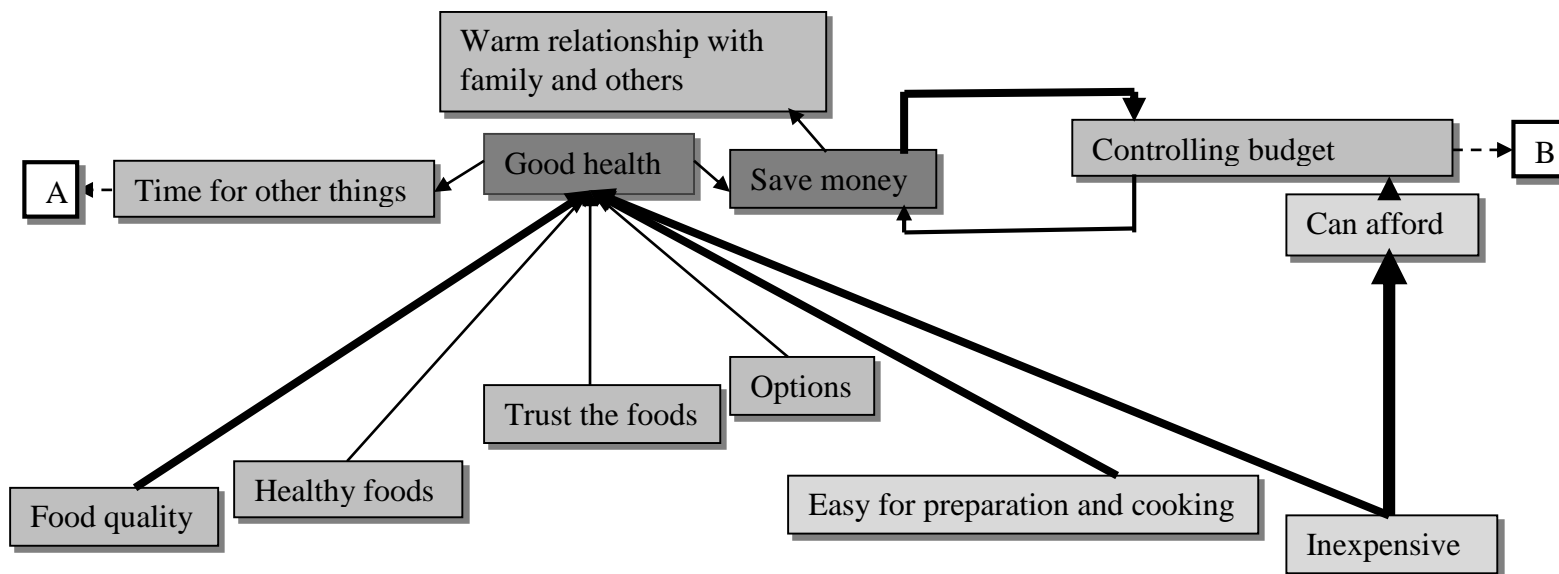 Warm relationship with
family and others
Good health
Save money
Controlling budget
B
A
Time for other things
Can afford
Options
Trust the foods
Healthy foods
Food quality
Easy for preparation and cooking
Inexpensive